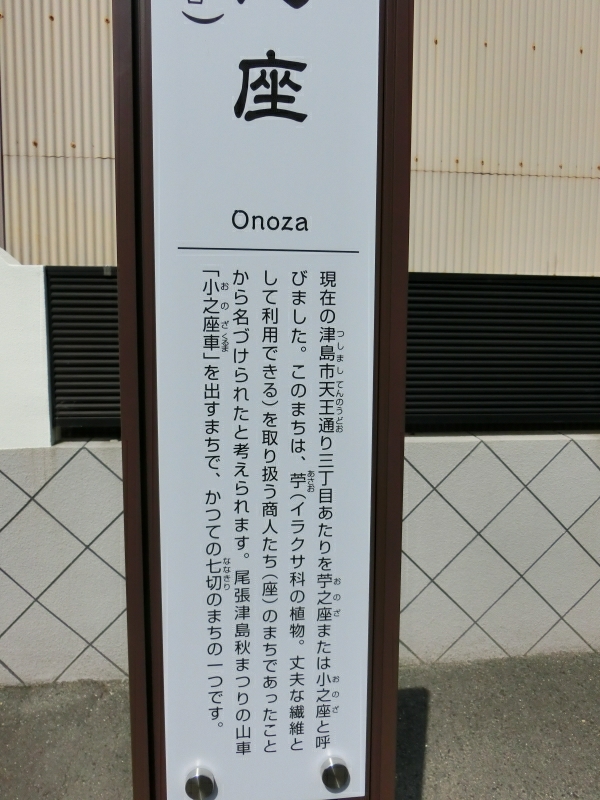 座
Onoza
現在の津島市天王通り三丁目あたりを苧之座または小之座と呼
びました。このまちは、苧（イラクサ科の植物。丈夫な繊維と
して利用できる）を取り扱う商人たち（座）のまちであったこと
から名づけられたと考えられます。尾張津島秋まつりの山車
「小之座車」を出すまちで、かつての七切のまちの一つです。